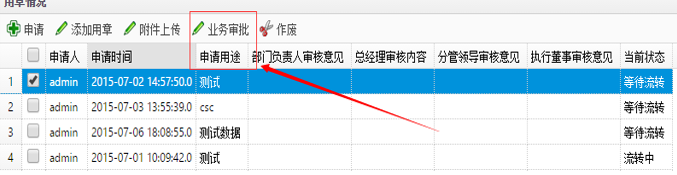 用章情况
申请 添加用章 附件上传 业务审批 作废
申请人 申请时间 申请用途 部门负责人审核意见 总经理审核内容 分管领导审核意见 执行董事审核意见 当前状态
1 admin 2015-07-02 14:57:50.0 测试 等待流转
2 admin 2015-07-03 13:55:39.0 csc 等待流转
3 admin 2015-07-06 18:08:55.0 测试数据 等待流转
4 admin 2015-07-01 10:09:42.0 测试 流转中